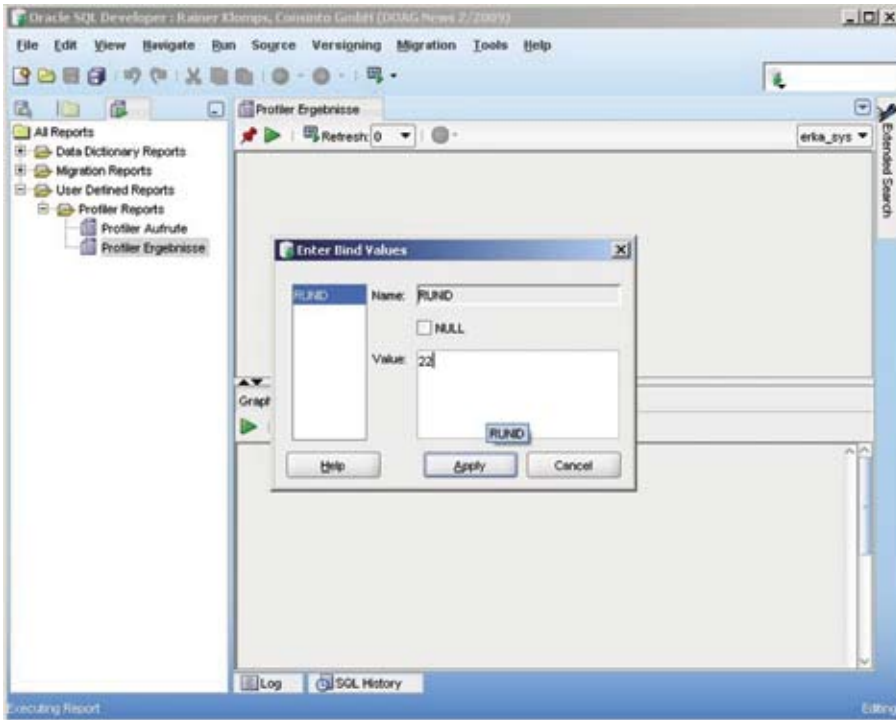 Oracle SQL Developer : Rainer Klomps, Consinto GmbH (DOAG News 2/2009)
File Edit View Navigate Run Source Versioning Migration Tools Help
Profiler Ergebnisse
All Reports
Refresh: 0
erka_sys
Data Dictionary Reports
Migration Reports
User Defined Reports
Profiler Reports
Profiler Aufrufe
Profiler Ergebnisse
Extended Search
Enter Bind Values
RUNID
Name: RUNID
NULL
Value: 22
RUNID
Help Apply Cancel
Graph
Log SQL History
Executing Report
Editing